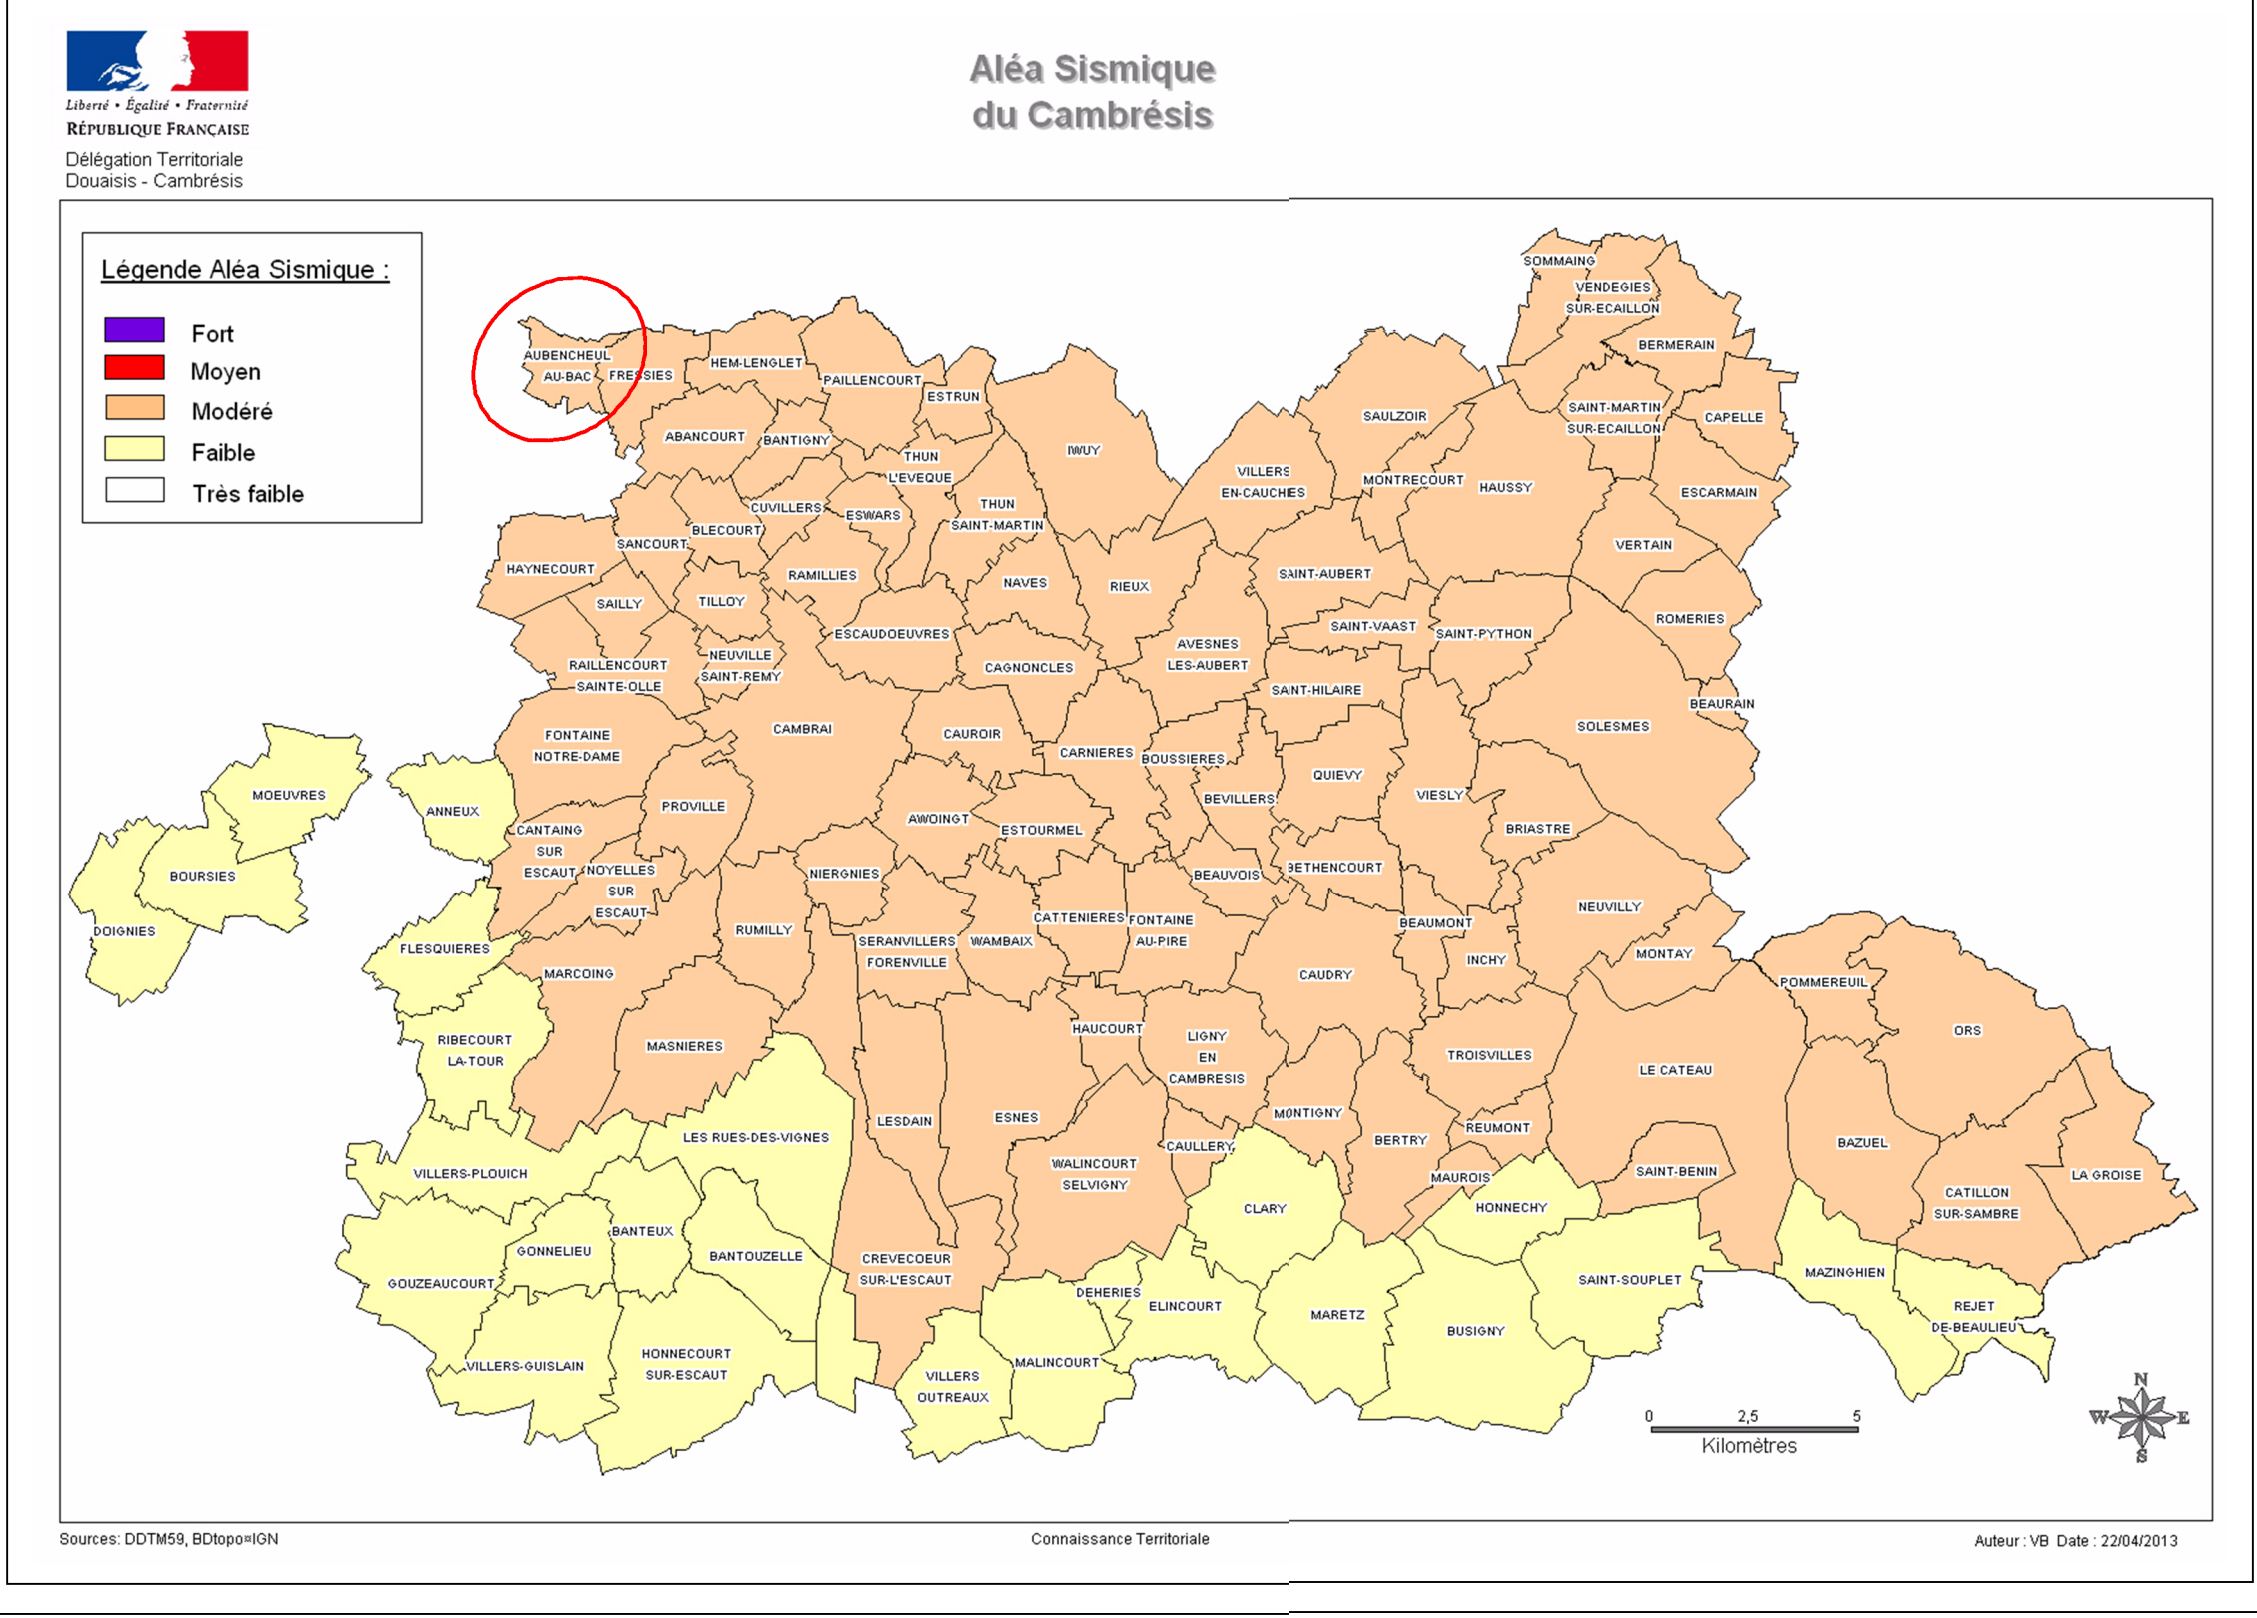 Liberté • Égalité • Fraternité
RÉPUBLIQUE FRANÇAISE
Délégation Territoriale
Douaisis - Cambrésis
Aléa Sismique
du Cambrésis
Légende Aléa Sismique :
Fort
Moyen
Modéré
Faible
Très faible
SOMMAING
VENDEGIES
SUR-ECAILLON
BERMERAIN
AUBENCHEUL
AU-BAC
FRESSIES
HEM-LENGLET
PAILLENCOURT
ESTRUN
SAULZOIR
SAINT-MARTIN
SUR-ECAILLON
CAPELLE
ABANCOURT
BANTIGNY
THUN
L'EVEQUE
IWUY
VILLERS
EN-CAUCHIES
MONTRECOURT
HAUSSY
ESCARMAIN
CUVILLERS
ESWARS
THUN
SAINT-MARTIN
BLECOURT
SANCOURT
VERTAIN
HAYNECOURT
RAMILLIES
NAVES
RIEUX
SAINT-AUBERT
SAILLY
TILLOY
ROMERIES
ESCAUDOEUVRES
SAINT-VAAST
SAINT-PYTHON
AVESNES
LES-AUBERT
RAILLENCOURT
SAINTE-OLLE
NEUVILLE
SAINT-REMY
CAGNONCLES
SAINT-HILAIRE
BEAURAIN
FONTAINE
NOTRE-DAME
CAMBRAI
CAUROIR
CARNIERES
BOUSSIERES
SOLESMES
MOEUVRES
ANNEUX
PROVILLE
QUIEVY
BEVILLERS
VIESLY
AWOINGT
ESTOURMEL
BRIASTRE
CANTAING
SUR
ESCAUT
NOYELLES
SUR
ESCAUT
BOURSIES
NIERGNIES
BEAUVOIS
BETHENCOURT
DOIGNIES
FLESQUIERES
RUMILLY
SERANVILLERS
FORENVILLE
WAMBAIX
CATTENIERES
FONTAINE
AU-PIRE
BEAUMONT
NEUVILLY
MARCOING
CAUDRY
INCHY
MONTAY
POMMEREUIL
RIBECOURT
LA-TOUR
MASNIERES
HAUCOURT
LIGNY
EN
CAMBRESIS
TROISVILLES
LE CATEAU
ORS
LES RUES-DES-VIGNES
LESDAIN
ESNES
MONTIGNY
BERTRY
REUMONT
BAZUEL
VILLERS-PLOUICH
WALINCOURT
SELVIGNY
CAULLERY
MAUROIS
SAINT-BENIN
LA GROISE
CLARY
HONNECHY
CATILLON
SUR-SAMBRE
BANTEUX
GONNELIEU
BANTOUZELLE
CREVECOEUR
SUR-L'ESCAUT
GOUZEAUCOURT
DEHERIES
ELINCOURT
MARETZ
SAINT-SOUPLET
MAZINGHIEN
REJET
DE-BEAULIEU
BUSIGNY
VILLERS-GUISLAIN
HONNECOURT
SUR-ESCAUT
VILLERS
OUTREAUX
MALINCOURT
N
W
E
S
0 2,5 5
Kilomètres
Sources: DDTM59, BDtopo¤IGN
Connaissance Territoriale
Auteur : VB Date : 22/04/2013